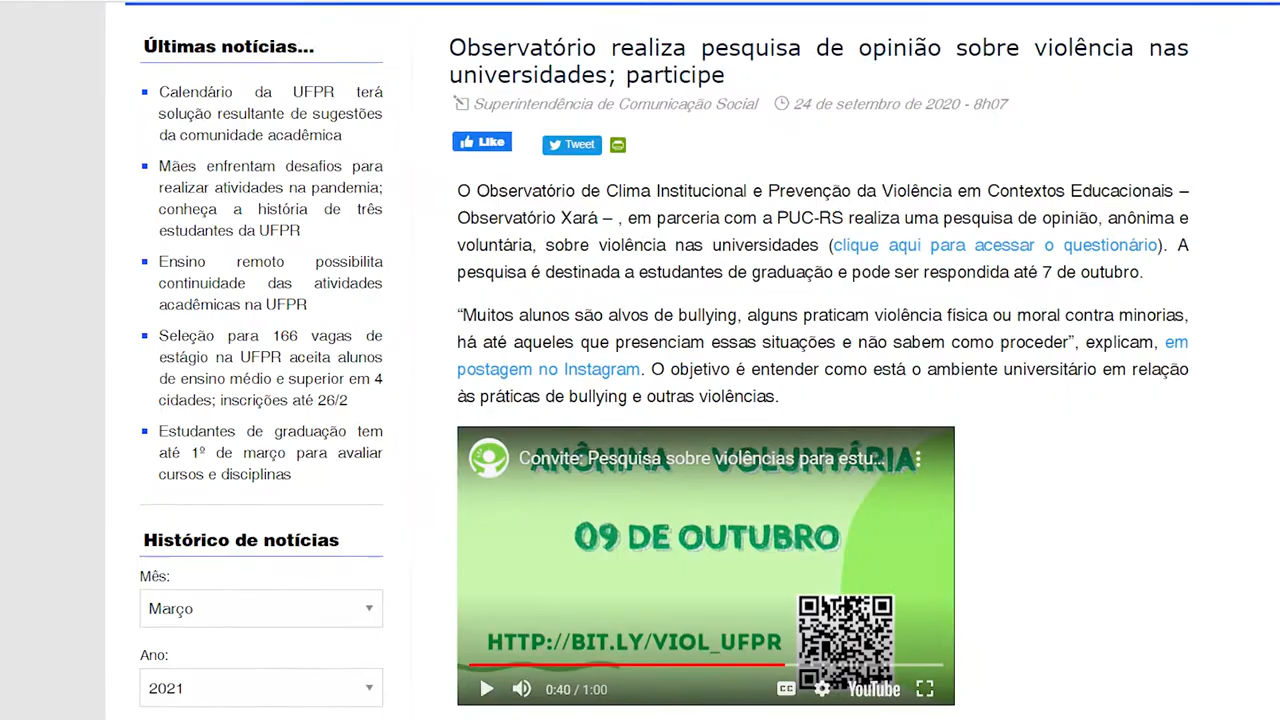 Últimas notícias...
Calendário da UFPR terá
solução resultante de sugestões
da comunidade acadêmica
Mães enfrentam desafios para
realizar atividades na pandemia;
conheça a história de três
estudantes da UFPR
Ensino remoto possibilita
continuidade das atividades
acadêmicas na UFPR
Seleção para 166 vagas de
estágio na UFPR aceita alunos
de ensino médio e superior em 4
cidades; inscrições até 26/2
Estudantes de graduação tem
até 1º de março para avaliar
cursos e disciplinas
Histórico de notícias
Mês:
Março
Ano:
2021
Observatório realiza pesquisa de opinião sobre violência nas
universidades; participe
Superintendência de Comunicação Social 24 de setembro de 2020 - 8h07
Like Tweet
O Observatório de Clima Institucional e Prevenção da Violência em Contextos Educacionais –
Observatório Xará – , em parceria com a PUC-RS realiza uma pesquisa de opinião, anônima e
voluntária, sobre violência nas universidades (clique aqui para acessar o questionário). A
pesquisa é destinada a estudantes de graduação e pode ser respondida até 7 de outubro.
“Muitos alunos são alvos de bullying, alguns praticam violência física ou moral contra minorias,
há até aqueles que presenciam essas situações e não sabem como proceder”, explicam, em
postagem no Instagram. O objetivo é entender como está o ambiente universitário em relação
às práticas de bullying e outras violências.
Convite: Pesquisa sobre violências para estu...
ANÔNIMA VOLUNTÁRIA
09 DE OUTUBRO
HTTP://BIT.LY/VIOL_UFPR
0:40 / 1:00 CC YouTube